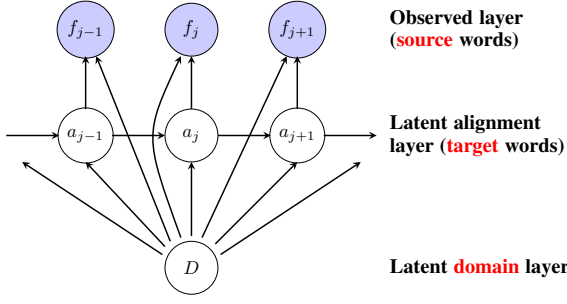 f_{j-1} f_j f_{j+1} Observed layer
(source words)
a_{j-1} a_j a_{j+1} Latent alignment
layer (target words)
D Latent domain layer